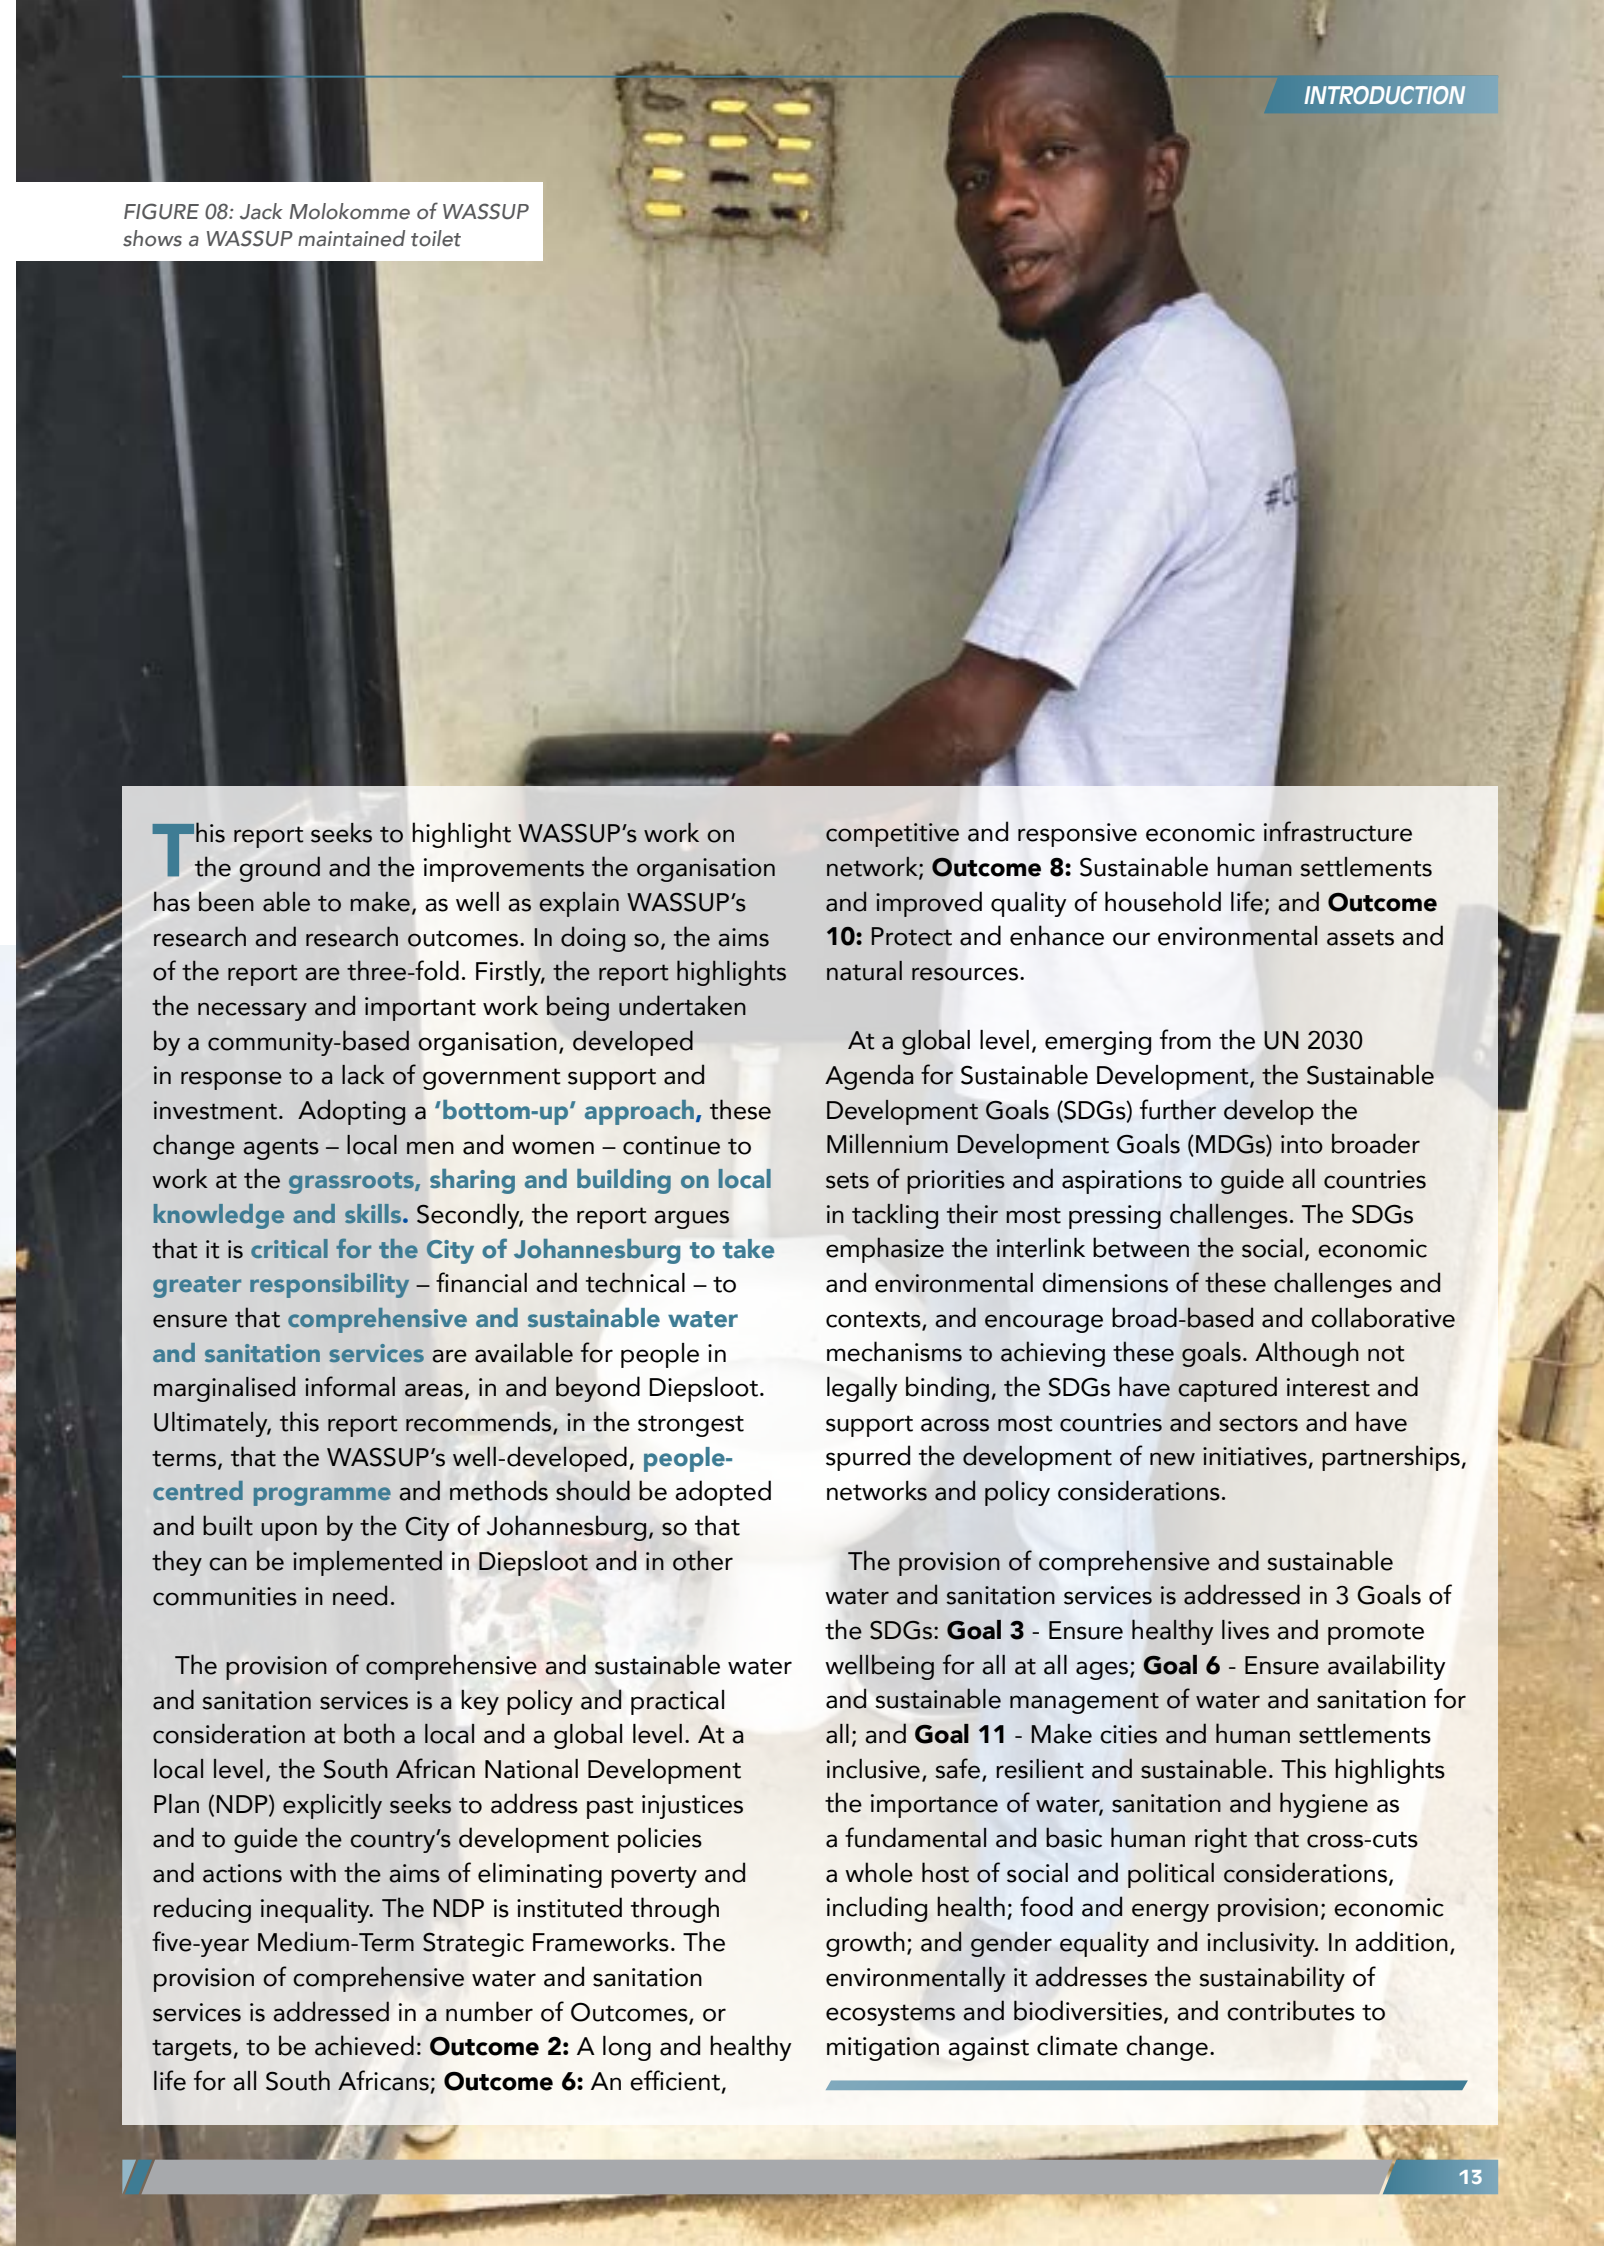 INTRODUCTION
FIGURE 08: Jack Molokomme of WASSUP
shows a WASSUP maintained toilet
#
This report seeks to highlight WASSUP's work on
the ground and the improvements the organisation
has been able to make, as well as explain WASSUP's
research and research outcomes. In doing so, the aims
of the report are three-fold. Firstly, the report highlights
the necessary and important work being undertaken
by a community-based organisation, developed
in response to a lack of government support and
investment.  Adopting a ‘bottom-up’ approach, these
change agents – local men and women – continue to
work at the grassroots, sharing and building on local
knowledge and skills. Secondly, the report argues
that it is critical for the City of Johannesburg to take
greater responsibility – financial and technical – to
ensure that comprehensive and sustainable water
and sanitation services are available for people in
marginalised informal areas, in and beyond Diepsloot.
Ultimately, this report recommends, in the strongest
terms, that the WASSUP's well-developed, people-
centred programme and methods should be adopted
and built upon by the City of Johannesburg, so that
they can be implemented in Diepsloot and in other
communities in need.
The provision of comprehensive and sustainable water
and sanitation services is a key policy and practical
consideration at both a local and a global level. At a
local level, the South African National Development
Plan (NDP) explicitly seeks to address past injustices
and to guide the country's development policies
and actions with the aims of eliminating poverty and
reducing inequality. The NDP is instituted through
five-year Medium-Term Strategic Frameworks. The
provision of comprehensive water and sanitation
services is addressed in a number of Outcomes, or
targets, to be achieved: Outcome 2: A long and healthy
life for all South Africans; Outcome 6: An efficient,
competitive and responsive economic infrastructure
network; Outcome 8: Sustainable human settlements
and improved quality of household life; and Outcome
10: Protect and enhance our environmental assets and
natural resources.
At a global level, emerging from the UN 2030
Agenda for Sustainable Development, the Sustainable
Development Goals (SDGs) further develop the
Millennium Development Goals (MDGs) into broader
sets of priorities and aspirations to guide all countries
in tackling their most pressing challenges. The SDGs
emphasize the interlink between the social, economic
and environmental dimensions of these challenges and
contexts, and encourage broad-based and collaborative
mechanisms to achieving these goals. Although not
legally binding, the SDGs have captured interest and
support across most countries and sectors and have
spurred the development of new initiatives, partnerships,
networks and policy considerations.
The provision of comprehensive and sustainable
water and sanitation services is addressed in 3 Goals of
the SDGs: Goal 3 - Ensure healthy lives and promote
wellbeing for all at all ages; Goal 6 - Ensure availability
and sustainable management of water and sanitation for
all; and Goal 11 - Make cities and human settlements
inclusive, safe, resilient and sustainable. This highlights
the importance of water, sanitation and hygiene as
a fundamental and basic human right that cross-cuts
a whole host of social and political considerations,
including health; food and energy provision; economic
growth; and gender equality and inclusivity. In addition,
environmentally it addresses the sustainability of
ecosystems and biodiversities, and contributes to
mitigation against climate change.
13